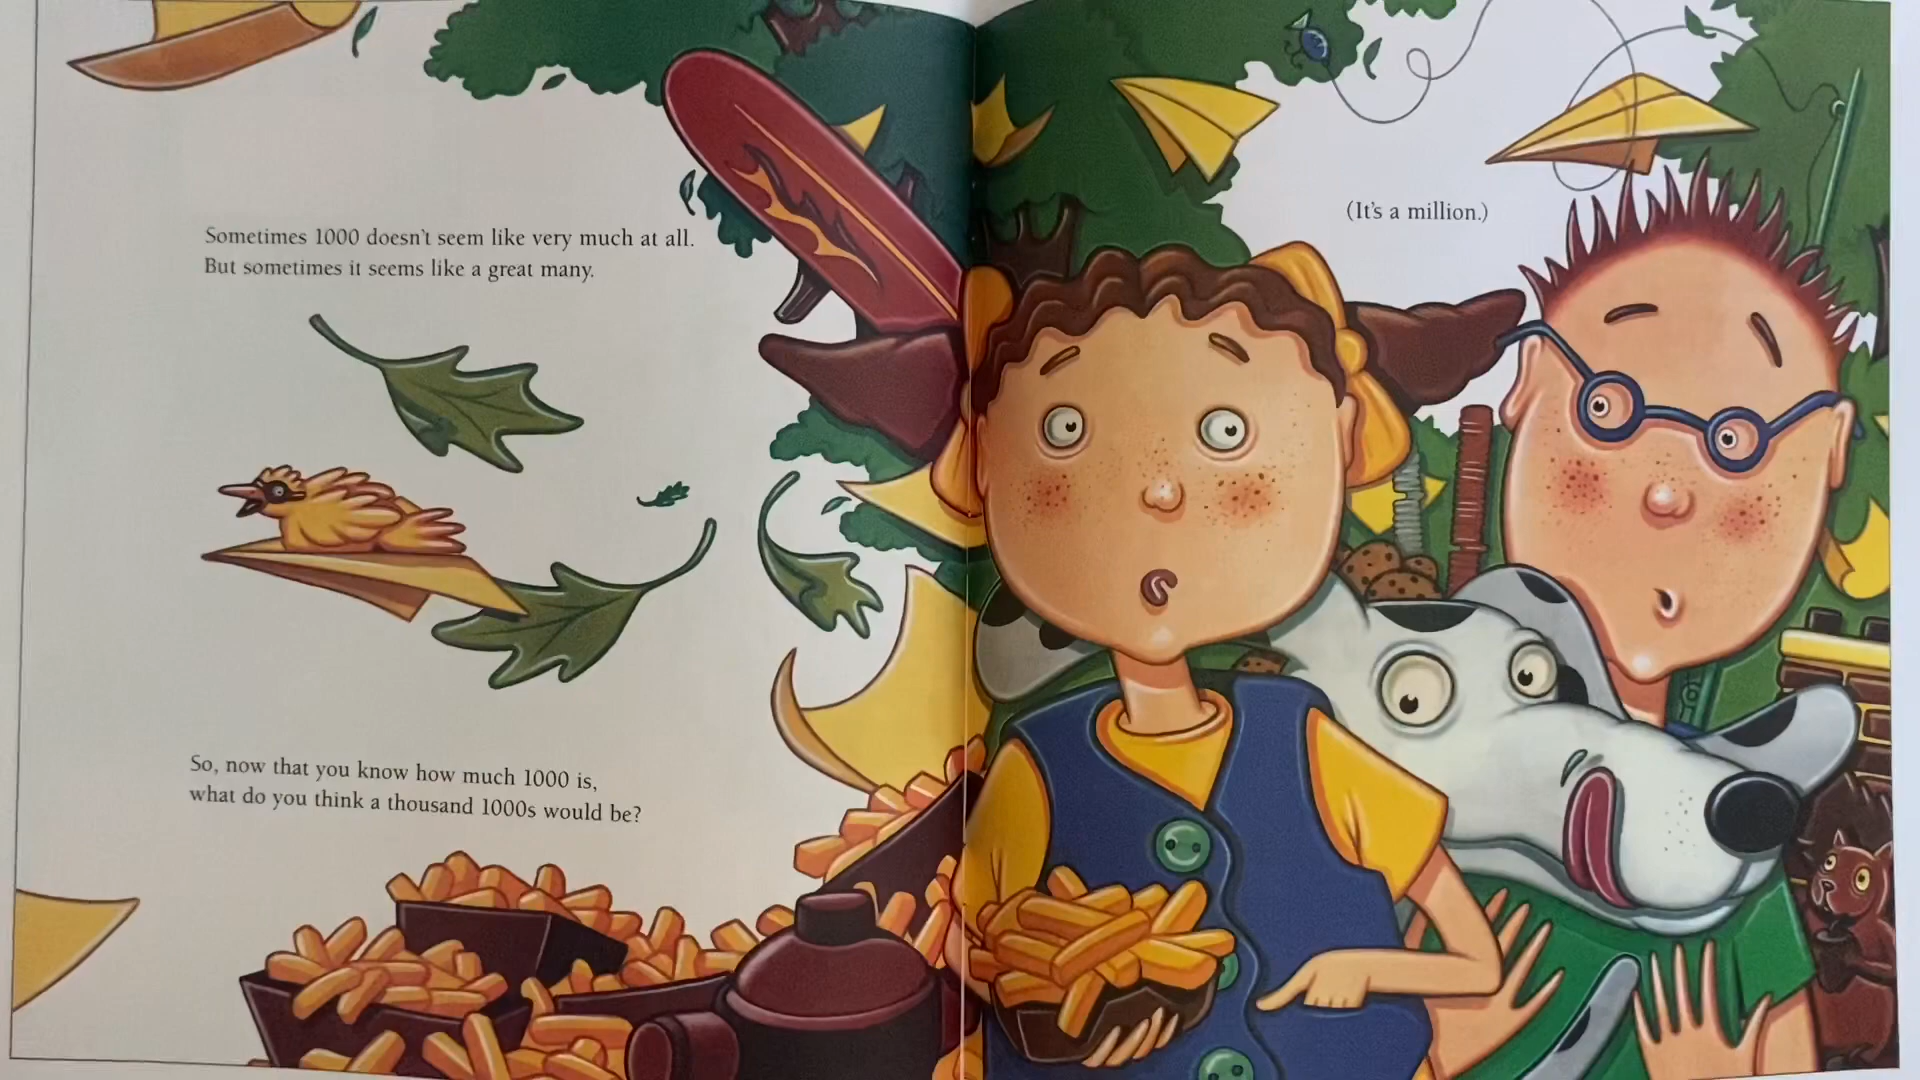 Sometimes 1000 doesn't seem like very much at all.
But sometimes it seems like a great many.
So, now that you know how much 1000 is,
what do you think a thousand 1000s would be?
(It's a million.)